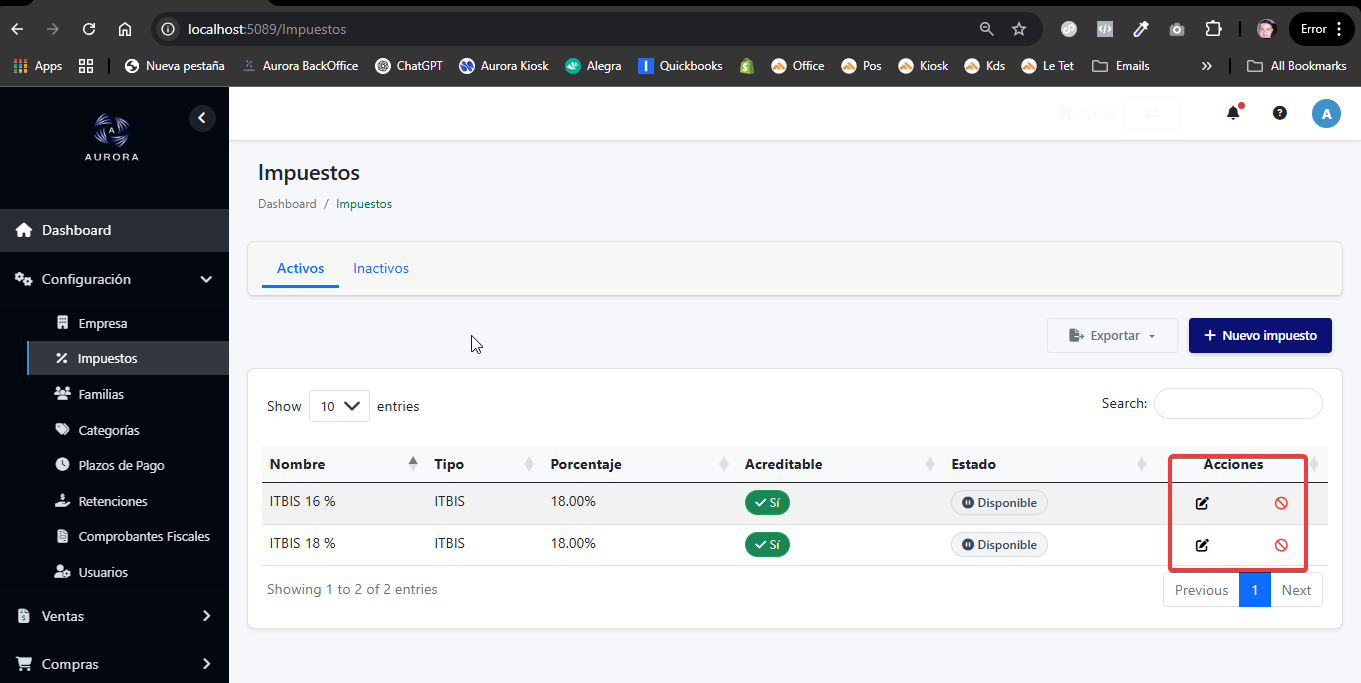 localhost:5089/Impuestos
Error
Apps
Nueva pestaña
Aurora BackOffice
ChatGPT
Aurora Kiosk
Alegra
Quickbooks
Office
Pos
Kiosk
Kds
Le Tet
Emails
All Bookmarks
A
AURORA
Aurora
A
Impuestos
Dashboard / Impuestos
Dashboard
Configuración
Empresa
Impuestos
Familias
Categorías
Plazos de Pago
Retenciones
Comprobantes Fiscales
Usuarios
Ventas
Compras
Activos Inactivos
Exportar
Nuevo impuesto
Show 10 entries
Search:
Nombre Tipo Porcentaje Acreditable Estado Acciones
ITBIS 16 % ITBIS 18.00% Sí Disponible
ITBIS 18 % ITBIS 18.00% Sí Disponible
Showing 1 to 2 of 2 entries
Previous 1 Next